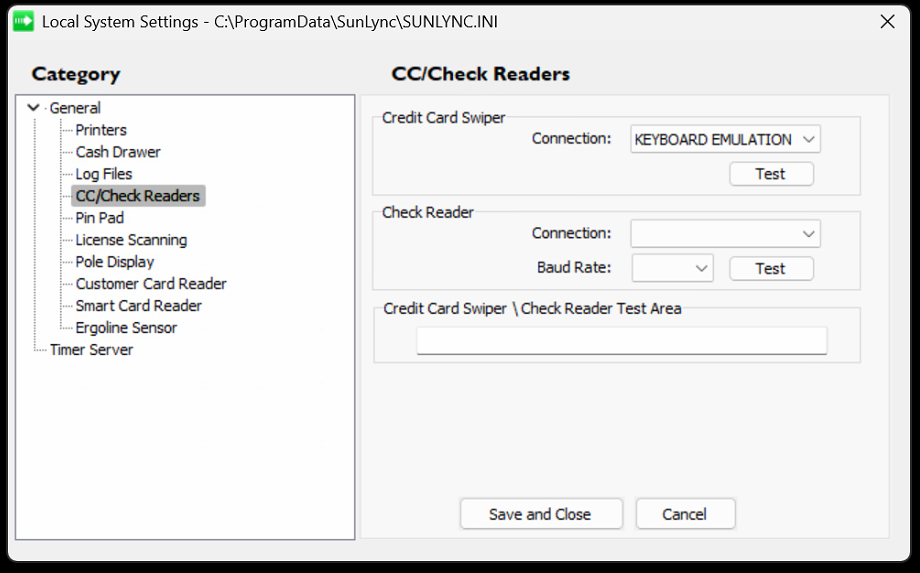 Local System Settings - C:\ProgramData\SunLync\SUNLYNC.INI
Category
General
Printers
Cash Drawer
Log Files
CC/Check Readers
Pin Pad
License Scanning
Pole Display
Customer Card Reader
Smart Card Reader
Ergoline Sensor
Timer Server
CC/Check Readers
Credit Card Swiper
Connection: KEYBOARD EMULATION
Test
Check Reader
Connection:
Baud Rate: Test
Credit Card Swiper \ Check Reader Test Area
Save and Close Cancel